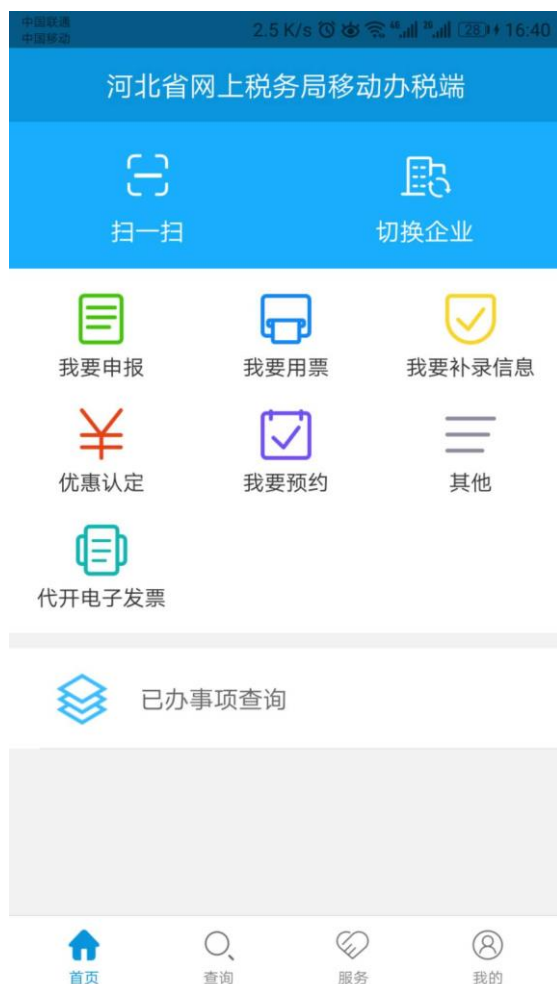 中国联通
中国移动
2.5 K/s 46 26 28 16:40
河北省网上税务局移动办税端
扫一扫 切换企业
我要申报 我要用票 我要补录信息
优惠认定 我要预约 其他
代开电子发票
已办事项查询
首页 查询 服务 我的